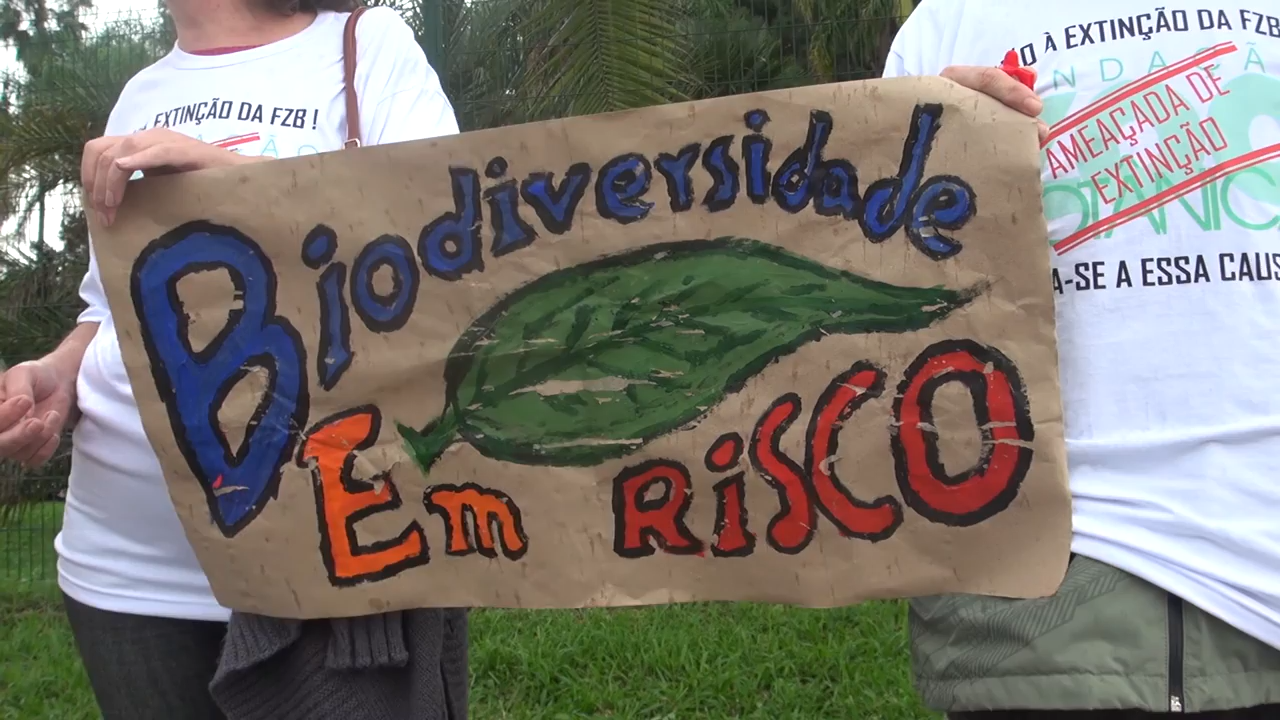 Biodiversidade
Em RiSCO
EXTINÇÃO DA FZB !
À EXTINÇÃO DA FZB
AMEAÇADA DE
EXTINÇÃO
A-SE A ESSA CAUS